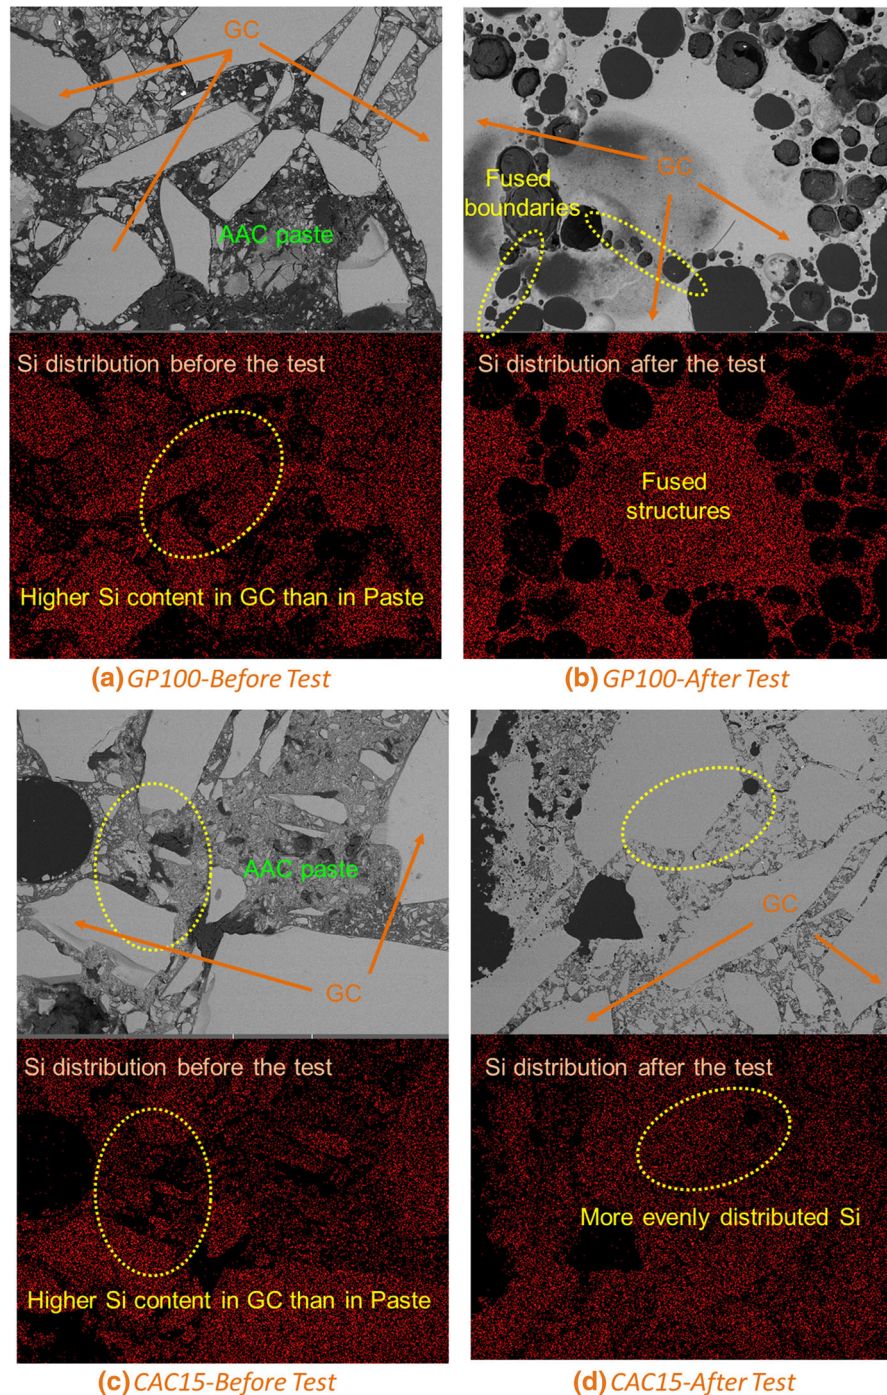 GC
AAC paste
Si distribution before the test
Higher Si content in GC than in Paste
(a) GP100-Before Test
GC
Fused
boundaries
Si distribution after the test
Fused
structures
(b) GP100-After Test
AAC paste
GC
Si distribution before the test
Higher Si content in GC than in Paste
(c) CAC15-Before Test
GC
Si distribution after the test
More evenly distributed Si
(d) CAC15-After Test